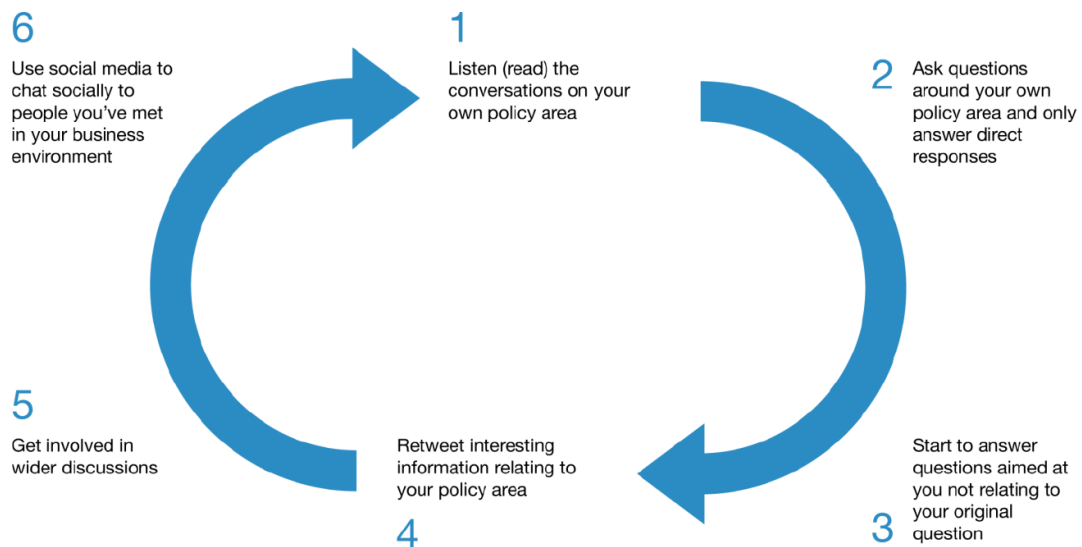 1
Listen (read) the
conversations on your
own policy area
2
Ask questions
around your own
policy area and only
answer direct
responses
3
Start to answer
questions aimed at
you not relating to
your original
question
4
Retweet interesting
information relating to
your policy area
5
Get involved in
wider discussions
6
Use social media to
chat socially to
people you’ve met
in your business
environment